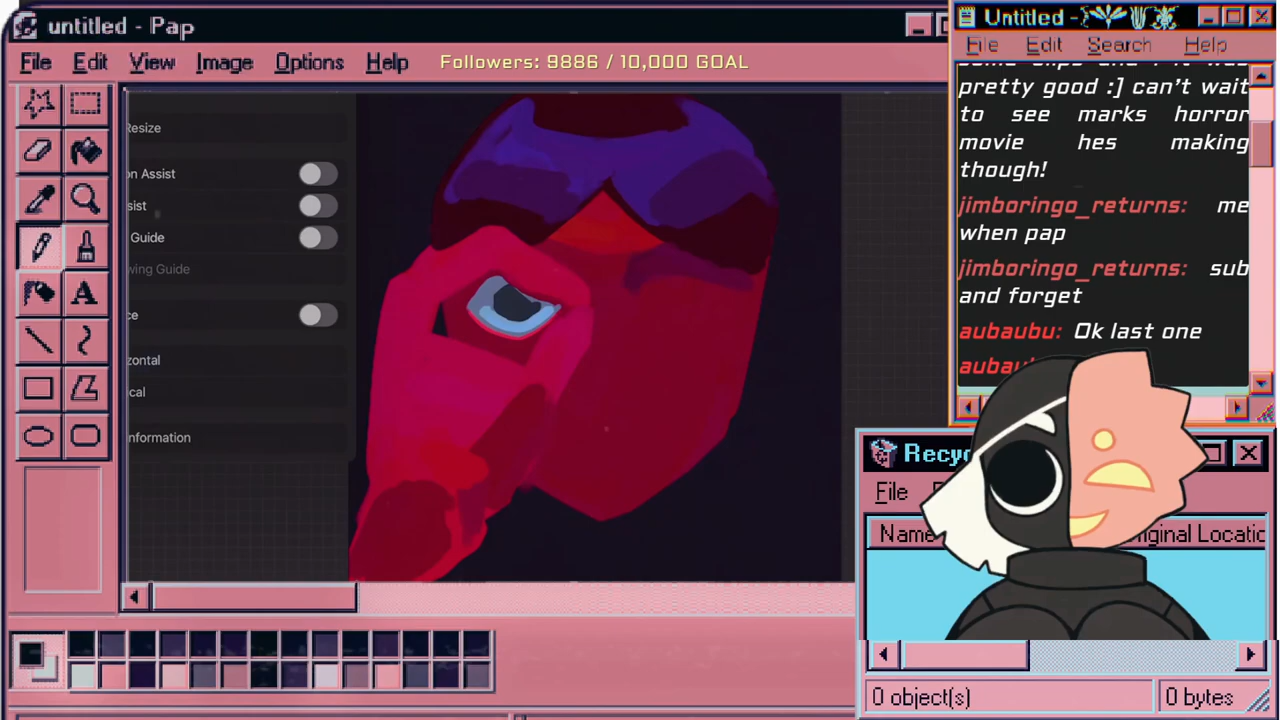 untitled - Pap
File Edit View Image Options Help
Followers: 9886 / 10,000 GOAL
Resize
on Assist
sist
Guide
wing Guide
ce
zontal
cal
nformation
A
Untitled -
File Edit Search Help
pretty good :] can't wait
to see marks horror
movie hes making
though!
jimboringo_returns: me
when pap
jimboringo_returns: sub
and forget
aubaubu: Ok last one
aubau
Recy
File
Name
iginal Locatio
0 object(s)
0 bytes